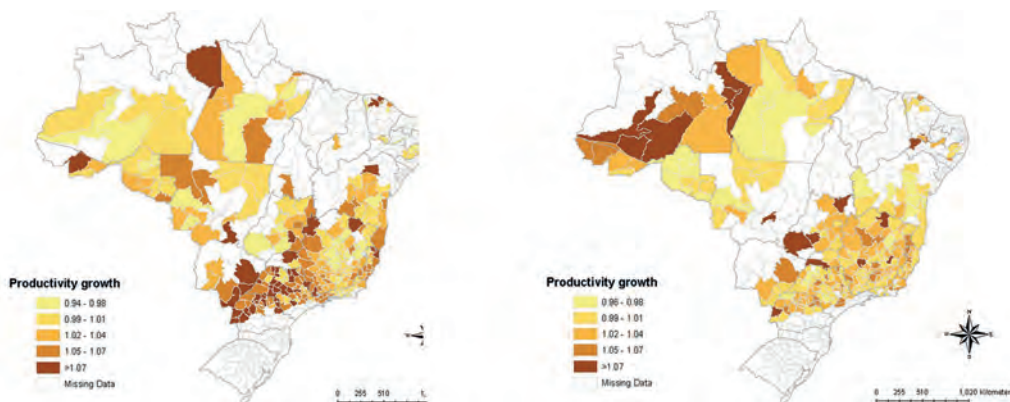 Productivity growth
0.94 - 0.98
0.99 - 1.01
1.02 - 1.04
1.05 - 1.07
>1.07
Missing Data
0 255 510 1,
Productivity growth
0.96 - 0.98
0.99 - 1.01
1.02 - 1.04
1.05 - 1.07
>1.07
Missing Data
N
W E
S
0 255 510 1,020 Kilometer